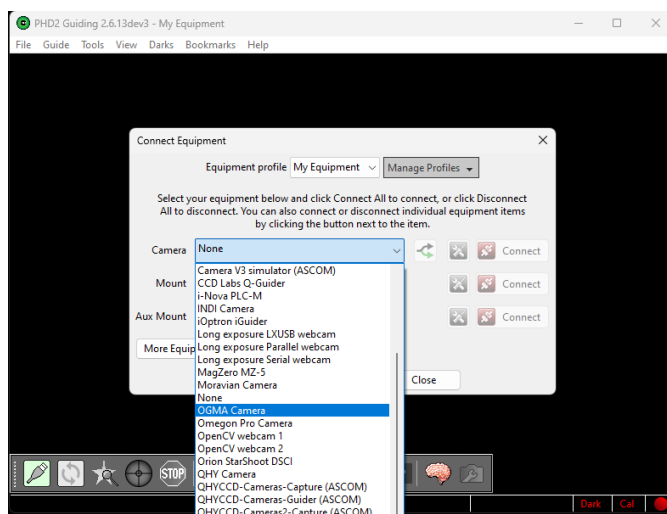 PHD2 Guiding 2.6.13dev3 - My Equipment
File Guide Tools View Darks Bookmarks Help
Connect Equipment
Equipment profile My Equipment Manage Profiles
Select your equipment below and click Connect All to connect, or click Disconnect
All to disconnect. You can also connect or disconnect individual equipment items
by clicking the button next to the item.
Camera None Connect
Camera V3 simulator (ASCOM)
Mount CCD Labs Q-Guider Connect
i-Nova PLC-M
INDI Camera
Aux Mount iOptron iGuider Connect
Long exposure LXUSB webcam
More Equip Long exposure Parallel webcam
Long exposure Serial webcam
MagZero MZ-5
Close
Moravian Camera
None
OGMA Camera
Omegon Pro Camera
OpenCV webcam 1
OpenCV webcam 2
Orion StarShoot DSCI
STOP
QHY Camera
QHYCCD-Cameras-Capture (ASCOM)
QHYCCD-Cameras-Guider (ASCOM)
QHYCCD-Cameras2-Capture (ASCOM)
Dark Cal